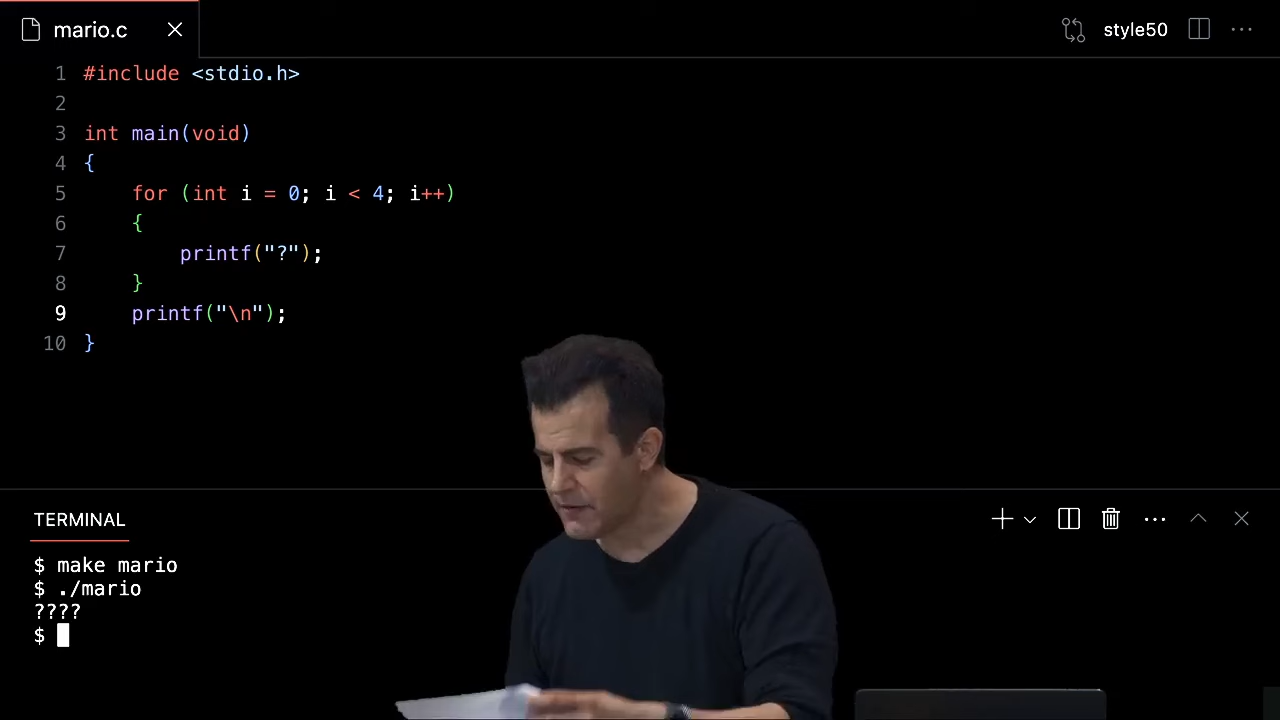 mario.c
style50
1 #include <stdio.h>
2
3 int main(void)
4 {
5     for (int i = 0; i < 4; i++)
6     {
7         printf("?");
8     }
9     printf("\n");
10 }
TERMINAL
$ make mario
$ ./mario
????
$